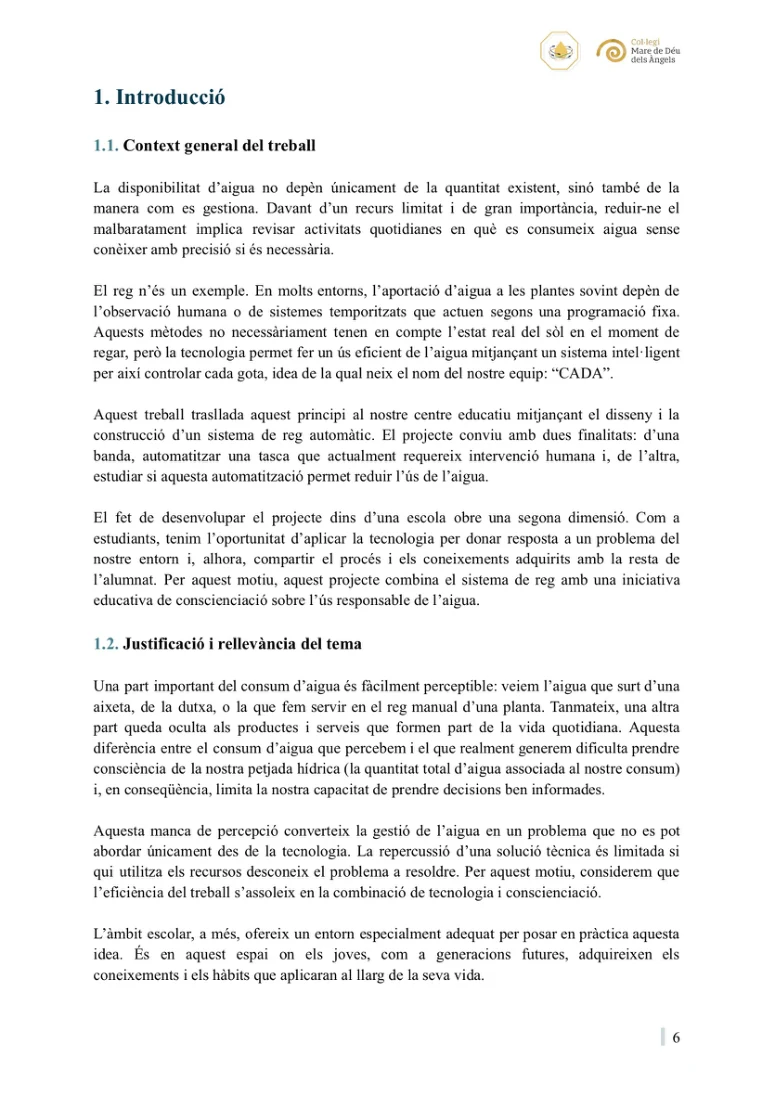 Col·legi
Mare de Déu
dels Àngels
1. Introducció
1.1. Context general del treball
La disponibilitat d’aigua no depèn únicament de la quantitat existent, sinó també de la
manera com es gestiona. Davant d’un recurs limitat i de gran importància, reduir-ne el
malbaratament implica revisar activitats quotidianes en què es consumeix aigua sense
conèixer amb precisió si és necessària.
El reg n’és un exemple. En molts entorns, l’aportació d’aigua a les plantes sovint depèn de
l’observació humana o de sistemes temporitzats que actuen segons una programació fixa.
Aquests mètodes no necessàriament tenen en compte l’estat real del sòl en el moment de
regar, però la tecnologia permet fer un ús eficient de l’aigua mitjançant un sistema intel·ligent
per així controlar cada gota, idea de la qual neix el nom del nostre equip: “CADA”.
Aquest treball trasllada aquest principi al nostre centre educatiu mitjançant el disseny i la
construcció d’un sistema de reg automàtic. El projecte conviu amb dues finalitats: d’una
banda, automatitzar una tasca que actualment requereix intervenció humana i, de l’altra,
estudiar si aquesta automatització permet reduir l’ús de l’aigua.
El fet de desenvolupar el projecte dins d’una escola obre una segona dimensió. Com a
estudiants, tenim l’oportunitat d’aplicar la tecnologia per donar resposta a un problema del
nostre entorn i, alhora, compartir el procés i els coneixements adquirits amb la resta de
l’alumnat. Per aquest motiu, aquest projecte combina el sistema de reg amb una iniciativa
educativa de conscienciació sobre l’ús responsable de l’aigua.
1.2. Justificació i rellevància del tema
Una part important del consum d’aigua és fàcilment perceptible: veiem l’aigua que surt d’una
aixeta, de la dutxa, o la que fem servir en el reg manual d’una planta. Tanmateix, una altra
part queda oculta als productes i serveis que formen part de la vida quotidiana. Aquesta
diferència entre el consum d’aigua que percebem i el que realment generem dificulta prendre
consciència de la nostra petjada hídrica (la quantitat total d’aigua associada al nostre consum)
i, en conseqüència, limita la nostra capacitat de prendre decisions ben informades.
Aquesta manca de percepció converteix la gestió de l’aigua en un problema que no es pot
abordar únicament des de la tecnologia. La repercussió d’una solució tècnica és limitada si
qui utilitza els recursos desconeix el problema a resoldre. Per aquest motiu, considerem que
l’eficiència del treball s’assoleix en la combinació de tecnologia i conscienciació.
L’àmbit escolar, a més, ofereix un entorn especialment adequat per posar en pràctica aquesta
idea. És en aquest espai on els joves, com a generacions futures, adquireixen els
coneixements i els hàbits que aplicaran al llarg de la seva vida.
6